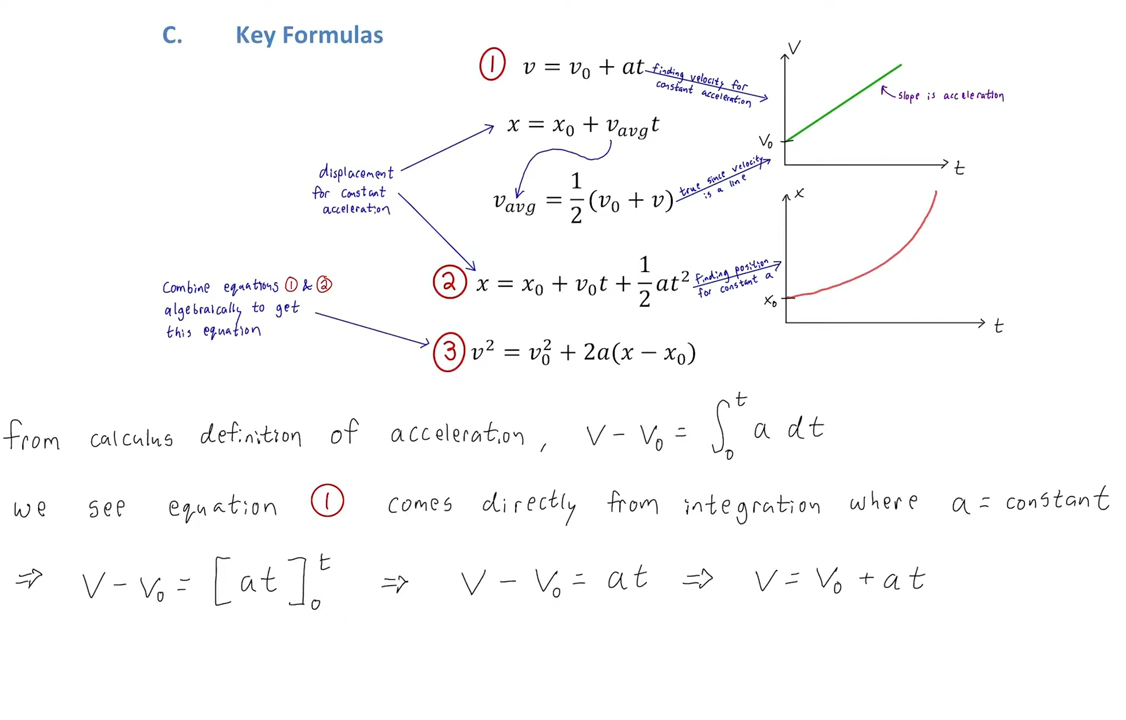 C. Key Formulas
① v = v₀ + at
finding velocity for
constant acceleration
V
slope is acceleration
V₀
t
x = x₀ + v_avg t
displacement
for constant
acceleration
v_avg = 1/2 (v₀ + v)
true since velocity
is a line
x
② x = x₀ + v₀t + 1/2 at²
finding position
for constant a
x₀
t
Combine equations ① & ②
algebraically to get
this equation
③ v² = v₀² + 2a(x − x₀)
from calculus definition of acceleration, V − V₀ = ∫₀ᵗ a dt
we see equation ① comes directly from integration where a = constant
⇒ V − V₀ = [at]₀ᵗ ⇒ V − V₀ = at ⇒ V = V₀ + at